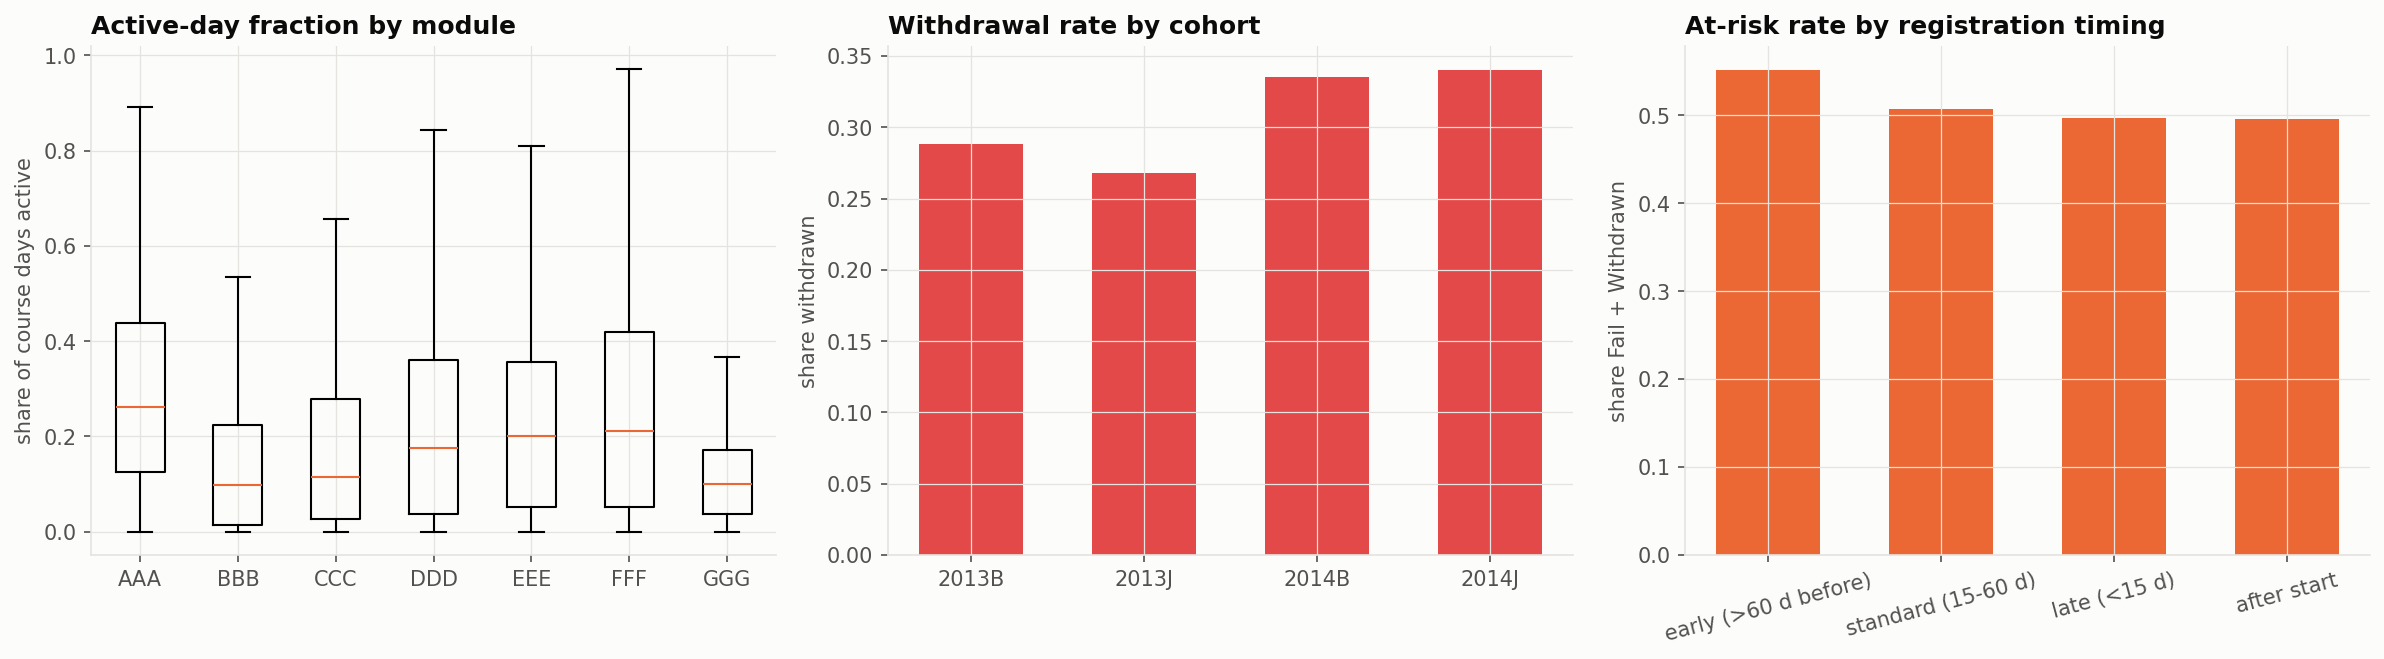 Active-day fraction by module
share of course days active
1.0
0.8
0.6
0.4
0.2
0.0
AAA BBB CCC DDD EEE FFF GGG
Withdrawal rate by cohort
share withdrawn
0.35
0.30
0.25
0.20
0.15
0.10
0.05
0.00
2013B 2013J 2014B 2014J
At-risk rate by registration timing
share Fail + Withdrawn
0.5
0.4
0.3
0.2
0.1
0.0
early (>60 d before) standard (15-60 d) late (<15 d) after start